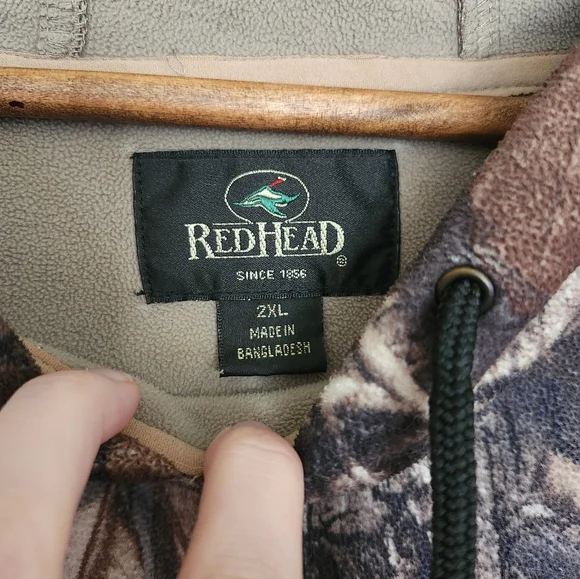 REDHEAD
®
SINCE 1856
2XL
MADE IN
BANGLADESH